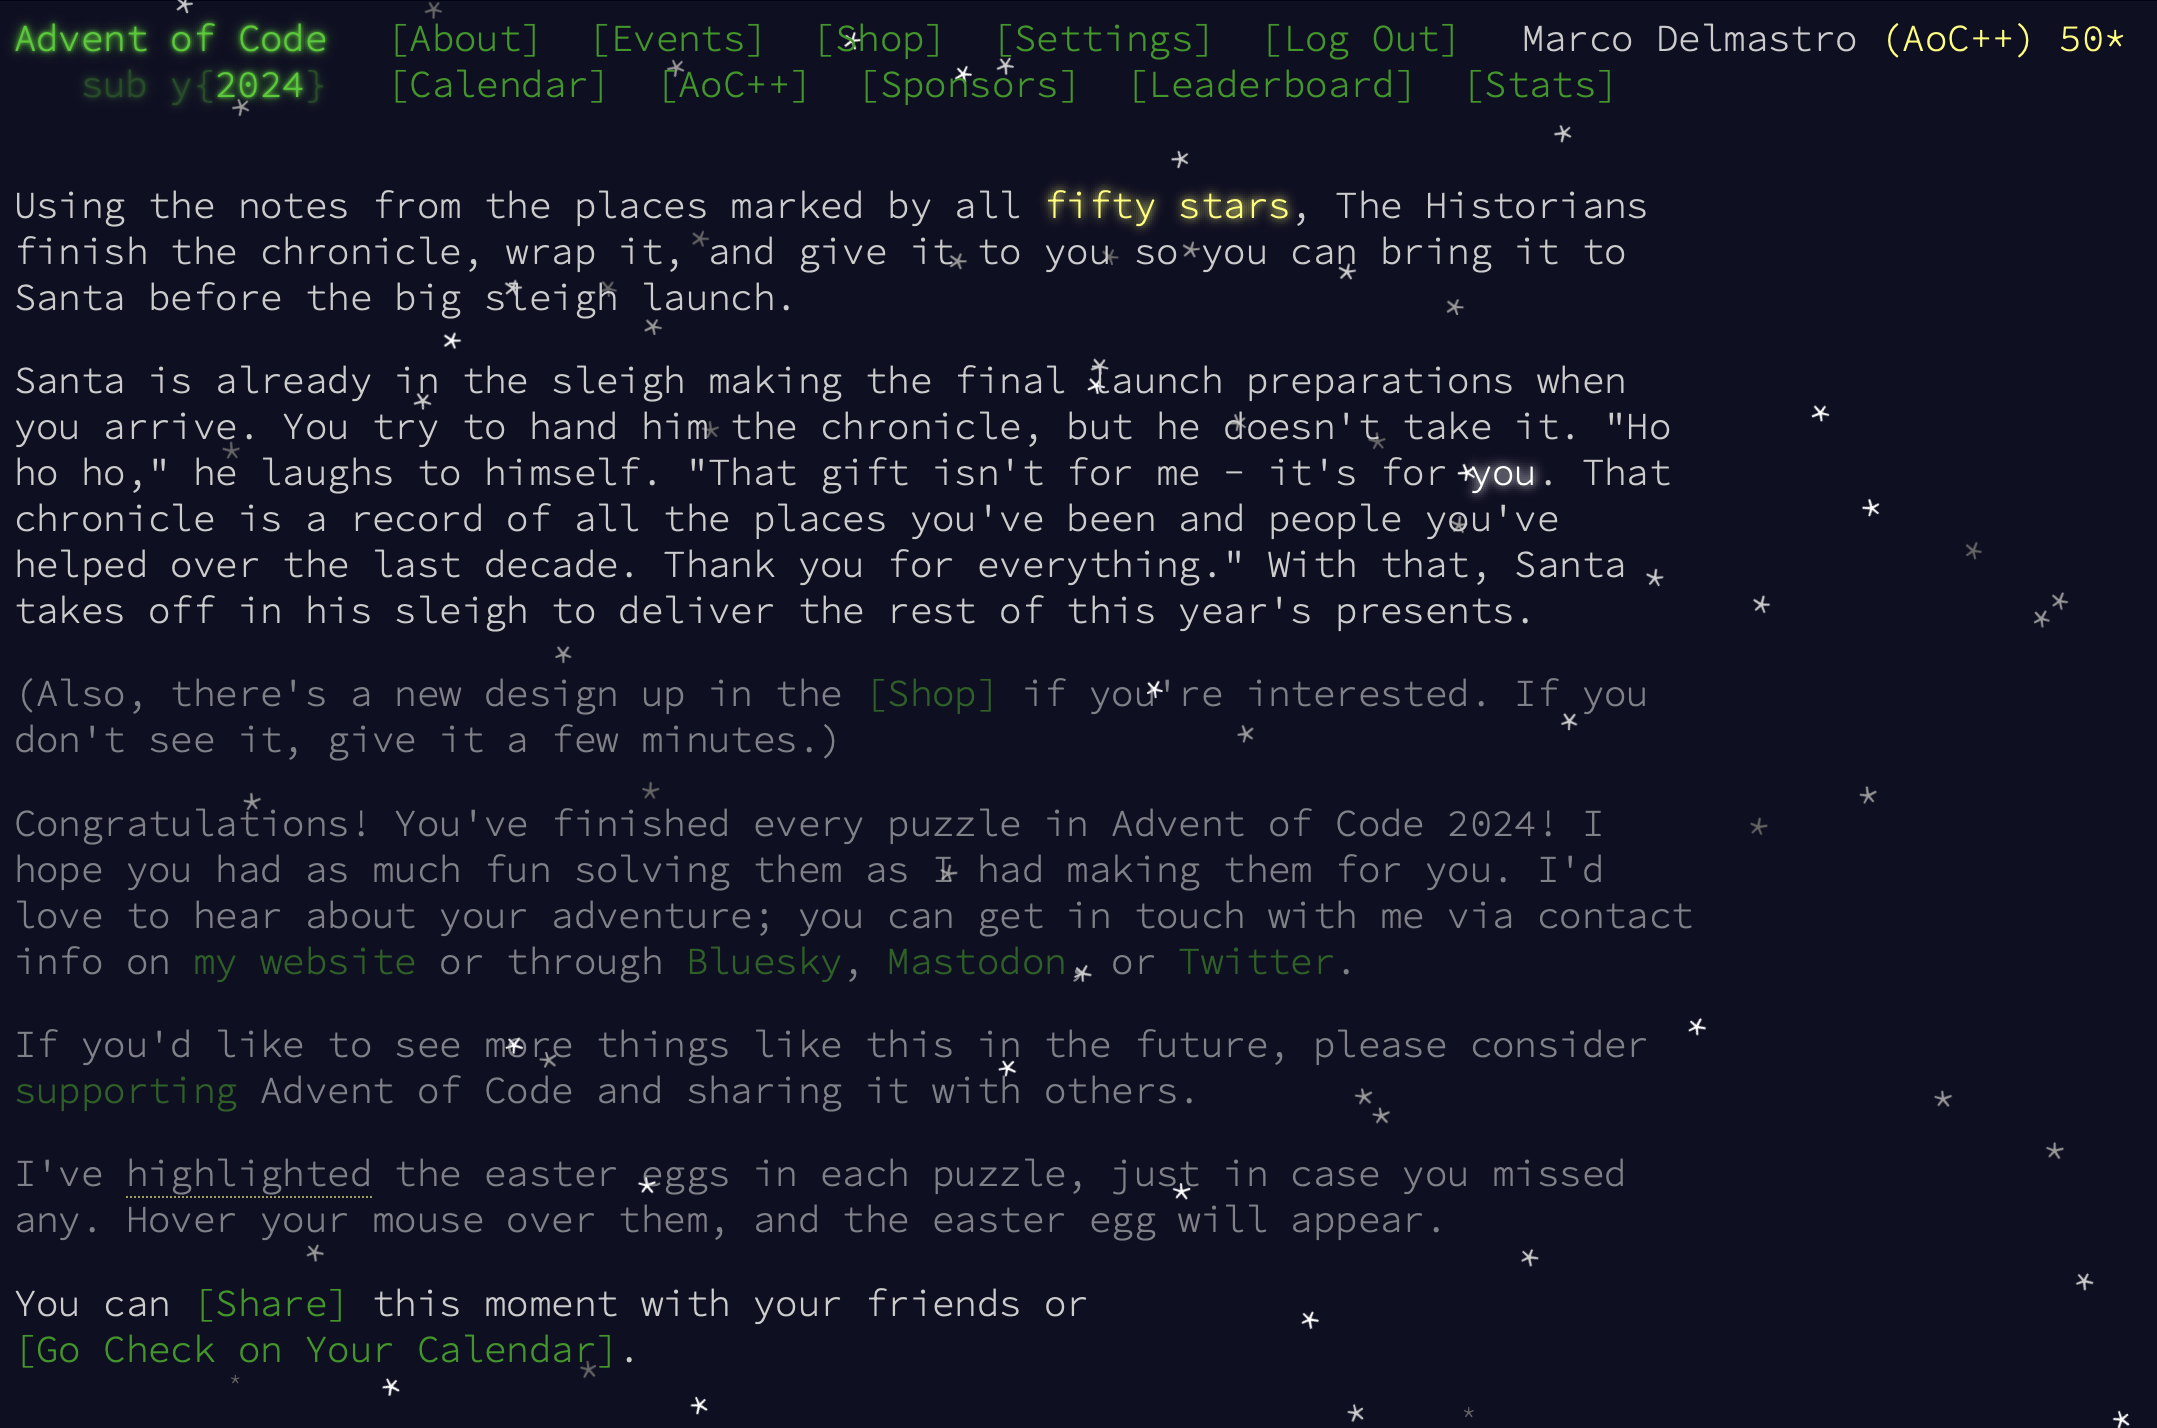 Advent of Code [About] [Events] [Shop] [Settings] [Log Out] Marco Delmastro (AoC++) 50*
sub y{2024} [Calendar] [AoC++] [Sponsors] [Leaderboard] [Stats]
Using the notes from the places marked by all fifty stars, The Historians
finish the chronicle, wrap it, and give it to you so you can bring it to
Santa before the big sleigh launch.
Santa is already in the sleigh making the final launch preparations when
you arrive. You try to hand him the chronicle, but he doesn't take it. "Ho
ho ho," he laughs to himself. "That gift isn't for me - it's for you. That
chronicle is a record of all the places you've been and people you've
helped over the last decade. Thank you for everything." With that, Santa
takes off in his sleigh to deliver the rest of this year's presents.
(Also, there's a new design up in the [Shop] if you're interested. If you
don't see it, give it a few minutes.)
Congratulations! You've finished every puzzle in Advent of Code 2024! I
hope you had as much fun solving them as I had making them for you. I'd
love to hear about your adventure; you can get in touch with me via contact
info on my website or through Bluesky, Mastodon, or Twitter.
If you'd like to see more things like this in the future, please consider
supporting Advent of Code and sharing it with others.
I've highlighted the easter eggs in each puzzle, just in case you missed
any. Hover your mouse over them, and the easter egg will appear.
You can [Share] this moment with your friends or
[Go Check on Your Calendar].